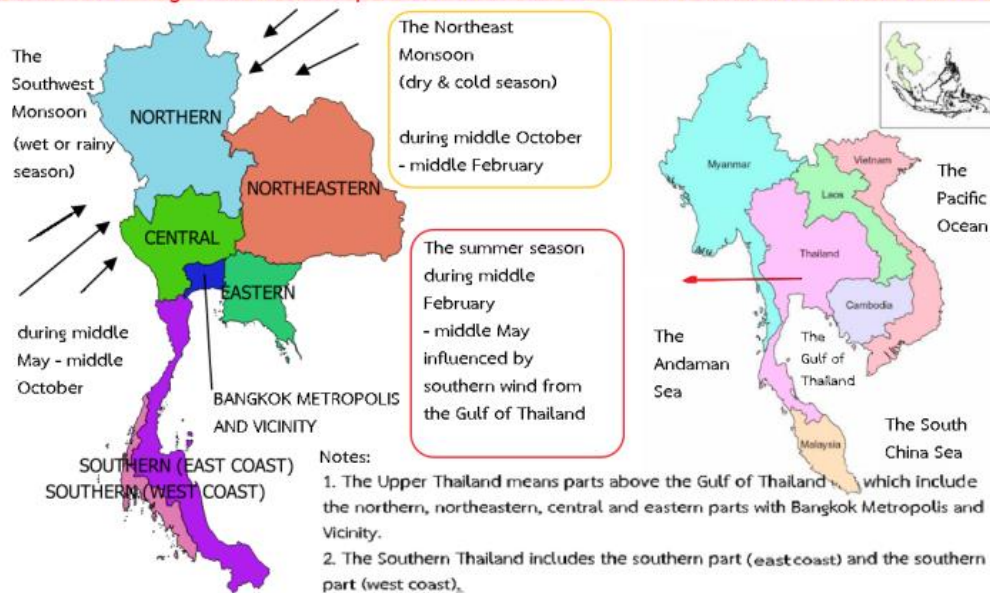 The
Southwest
Monsoon
(wet or rainy
season)
NORTHERN
NORTHEASTERN
CENTRAL
EASTERN
during middle
May - middle
October
BANGKOK METROPOLIS
AND VICINITY
SOUTHERN (EAST COAST)
SOUTHERN (WEST COAST)
The Northeast
Monsoon
(dry & cold season)
during middle October
- middle February
The summer season
during middle
February
- middle May
influenced by
southern wind from
the Gulf of Thailand
Myanmar
Laos
Vietnam
Thailand
Cambodia
Malaysia
The
Pacific
Ocean
The
Andaman
Sea
The
Gulf of
Thailand
The South
China Sea
Notes:
1. The Upper Thailand means parts above the Gulf of Thailand which include
the northern, northeastern, central and eastern parts with Bangkok Metropolis and
Vicinity.
2. The Southern Thailand includes the southern part (east coast) and the southern
part (west coast).